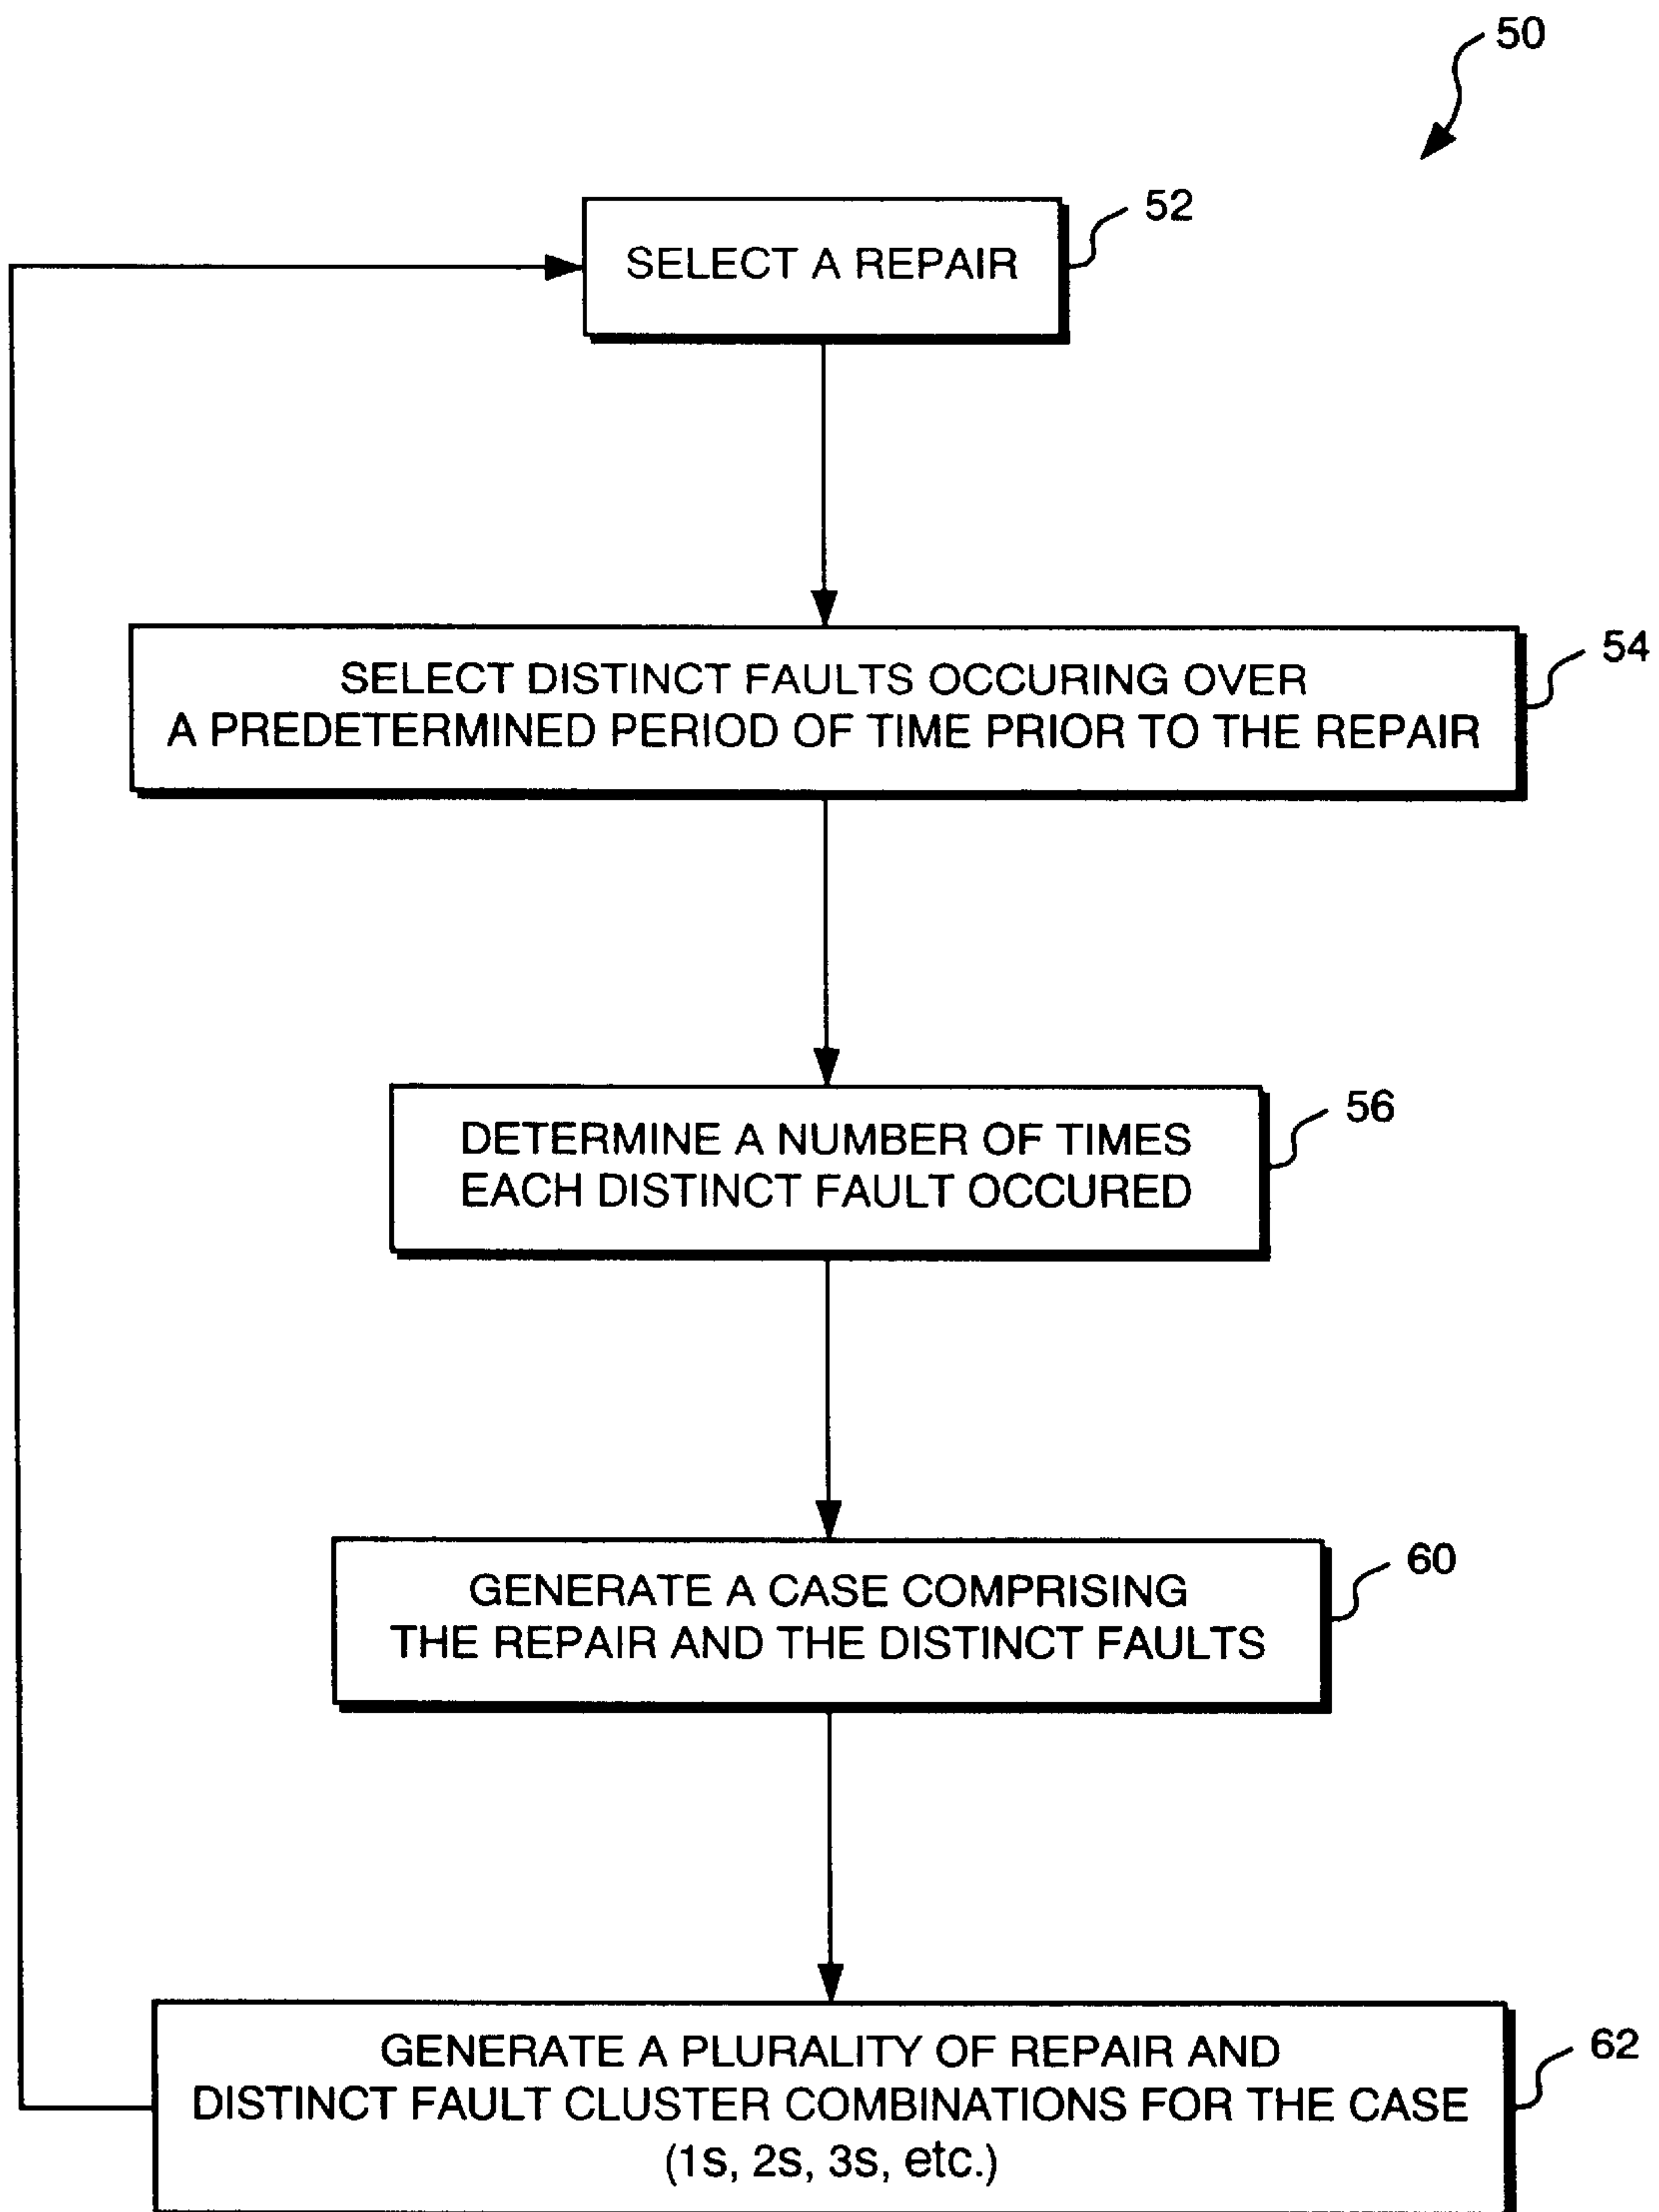 50
52
SELECT A REPAIR
54
SELECT DISTINCT FAULTS OCCURING OVER
A PREDETERMINED PERIOD OF TIME PRIOR TO THE REPAIR
56
DETERMINE A NUMBER OF TIMES
EACH DISTINCT FAULT OCCURED
60
GENERATE A CASE COMPRISING
THE REPAIR AND THE DISTINCT FAULTS
62
GENERATE A PLURALITY OF REPAIR AND
DISTINCT FAULT CLUSTER COMBINATIONS FOR THE CASE
(1s, 2s, 3s, etc.)